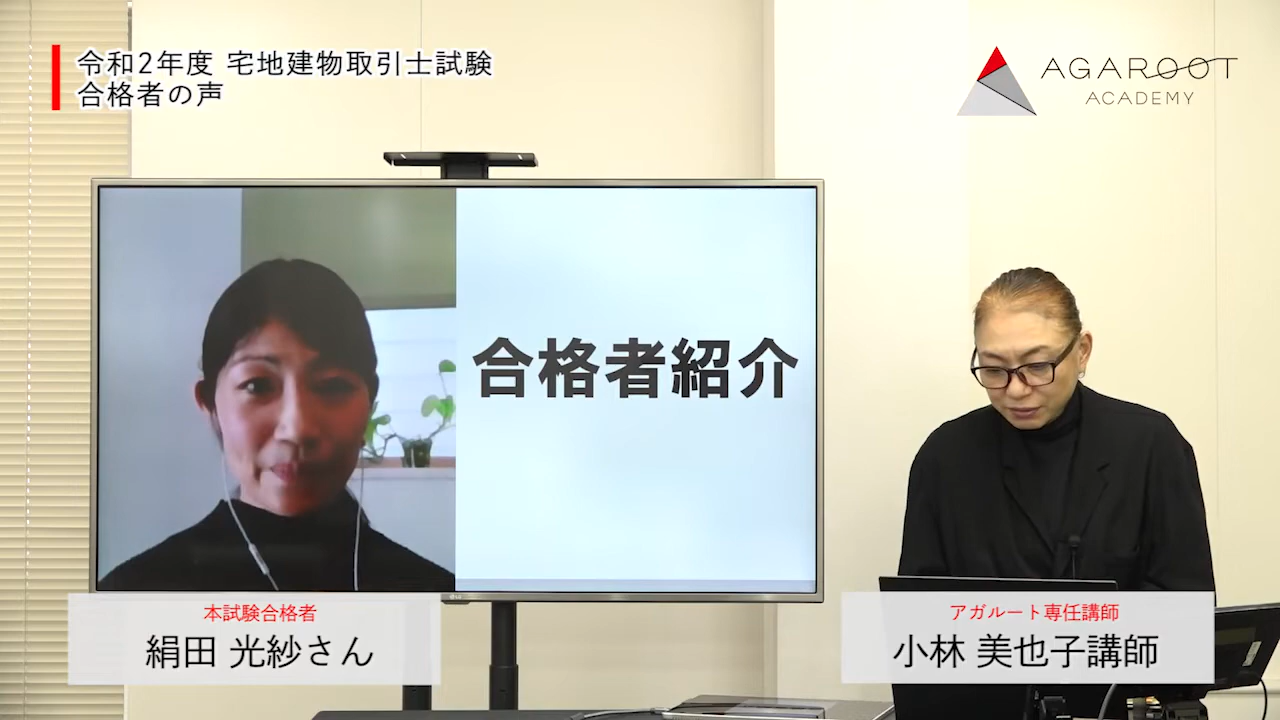 令和2年度 宅地建物取引士試験
合格者の声
AGAROOT
ACADEMY
合格者紹介
本試験合格者
絹田 光紗さん
アガルート専任講師
小林 美也子講師